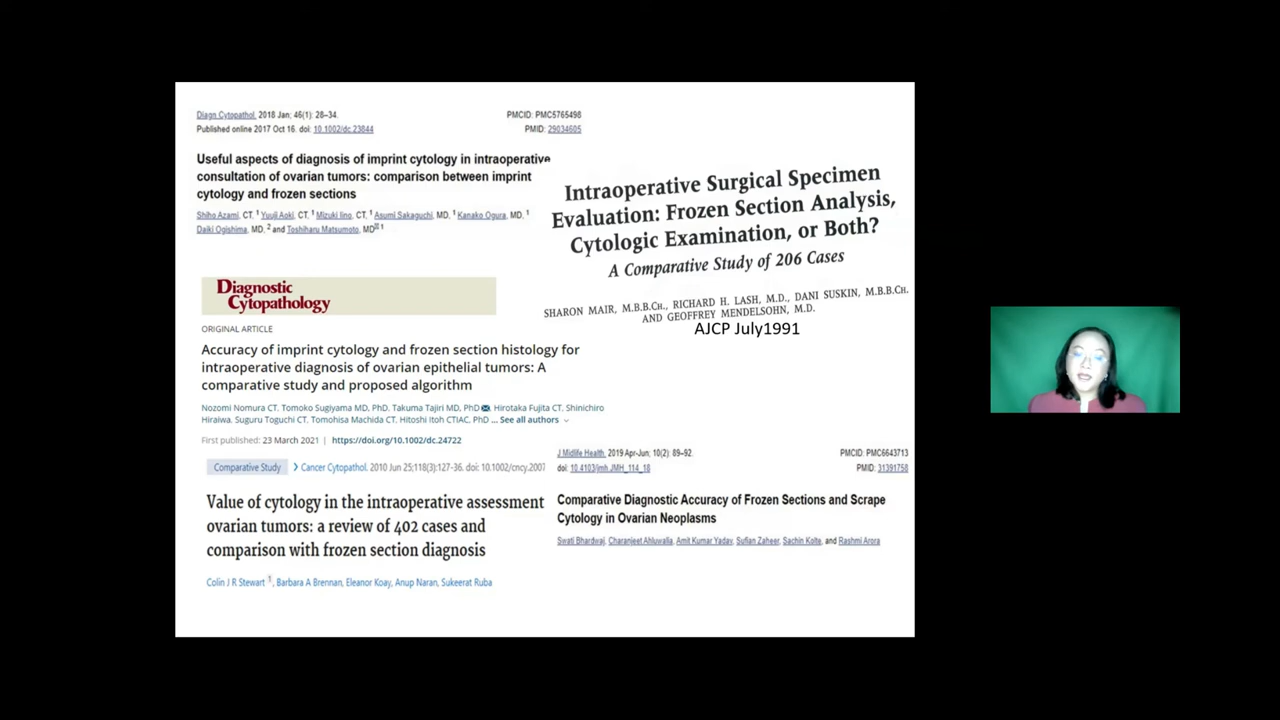 Diagn Cytopathol. 2018 Jan; 46(1): 28–34.
Published online 2017 Oct 16. doi: 10.1002/dc.23844
PMCID: PMC5765498
PMID: 29034605
Useful aspects of diagnosis of imprint cytology in intraoperative
consultation of ovarian tumors: comparison between imprint
cytology and frozen sections
Shiho Azami, CT, 1 Yuuji Aoki, CT, 1 Mizuki Iino, CT, 1 Asumi Sakaguchi, MD, 1 Kanako Ogura, MD, 1
Daiki Ogishima, MD, 2 and Toshiharu Matsumoto, MD 1
Intraoperative Surgical Specimen
Evaluation: Frozen Section Analysis,
Cytologic Examination, or Both?
A Comparative Study of 206 Cases
SHARON MAIR, M.B.B.CH., RICHARD H. LASH, M.D., DANI SUSKIN, M.B.B.CH.
AND GEOFFREY MENDELSOHN, M.D.
AJCP July1991
Diagnostic
Cytopathology
ORIGINAL ARTICLE
Accuracy of imprint cytology and frozen section histology for
intraoperative diagnosis of ovarian epithelial tumors: A
comparative study and proposed algorithm
Nozomi Nomura CT, Tomoko Sugiyama MD, PhD, Takuma Tajiri MD, PhD, Hirotaka Fujita CT, Shinichiro
Hiraiwa, Suguru Toguchi CT, Tomohisa Machida CT, Hitoshi Itoh CTIAC, PhD ... See all authors
First published: 23 March 2021 | https://doi.org/10.1002/dc.24722
Comparative Study > Cancer Cytopathol. 2010 Jun 25;118(3):127-36. doi: 10.1002/cncy.2007
Value of cytology in the intraoperative assessment
ovarian tumors: a review of 402 cases and
comparison with frozen section diagnosis
Colin J R Stewart 1, Barbara A Brennan, Eleanor Koay, Anup Naran, Sukeerat Ruba
J Midlife Health. 2019 Apr-Jun; 10(2): 89–92.
doi: 10.4103/jmh.JMH_114_18
PMCID: PMC6643713
PMID: 31391758
Comparative Diagnostic Accuracy of Frozen Sections and Scrape
Cytology in Ovarian Neoplasms
Swati Bhardwaj, Charanjeet Ahluwalia, Amit Kumar Yadav, Sufian Zaheer, Sachin Kolte, and Rashmi Arora